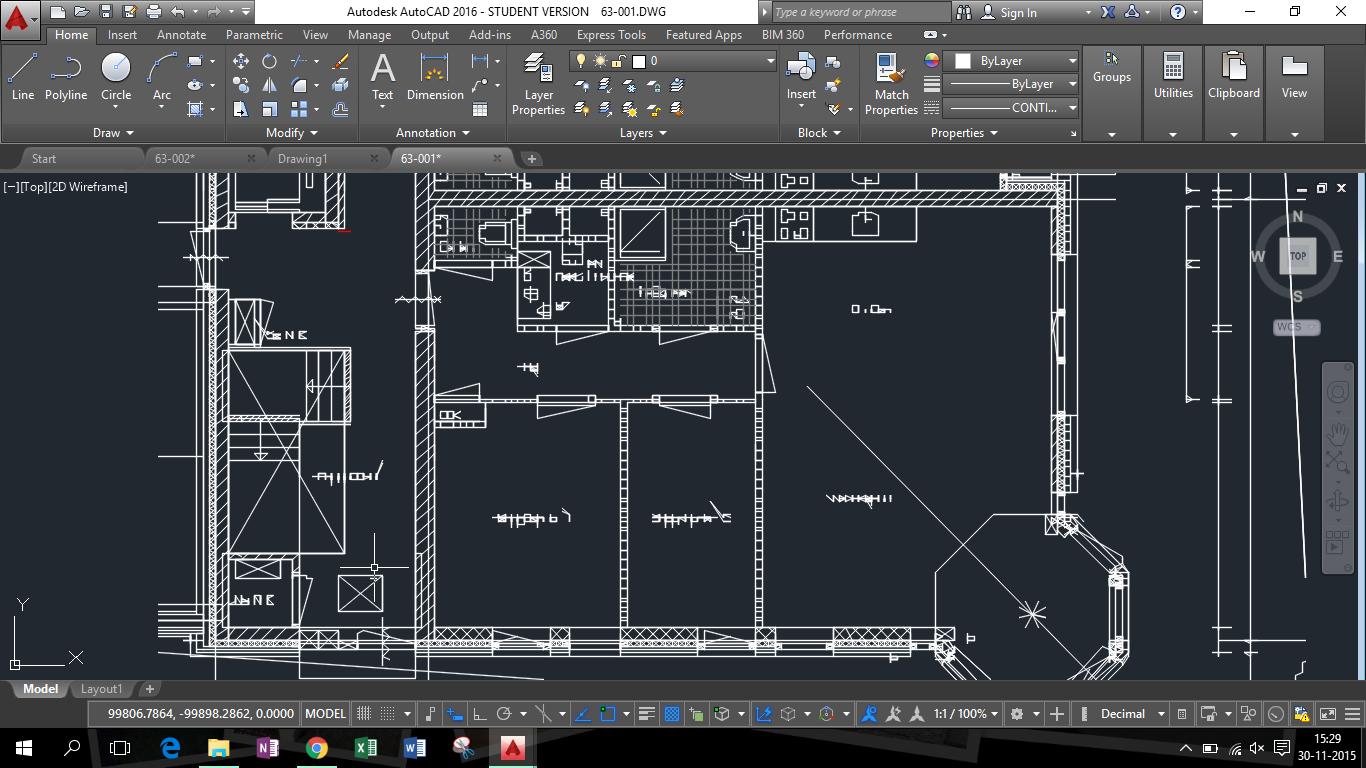 Autodesk AutoCAD 2016 - STUDENT VERSION 63-001.DWG
Type a keyword or phrase
Sign In
Home Insert Annotate Parametric View Manage Output Add-ins A360 Express Tools Featured Apps BIM 360 Performance
0
ByLayer
ByLayer
CONTI...
Line Polyline Circle Arc
Text Dimension
Layer Properties
Insert
Match Properties
Groups
Utilities
Clipboard
View
Draw Modify Annotation Layers Block Properties
Start 63-002* Drawing1 63-001*
[−][Top][2D Wireframe]
N
W TOP E
S
WCS
Y
X
Model Layout1
99806.7864, -99898.2862, 0.0000 MODEL 1:1 / 100% Decimal
15:29
30-11-2015